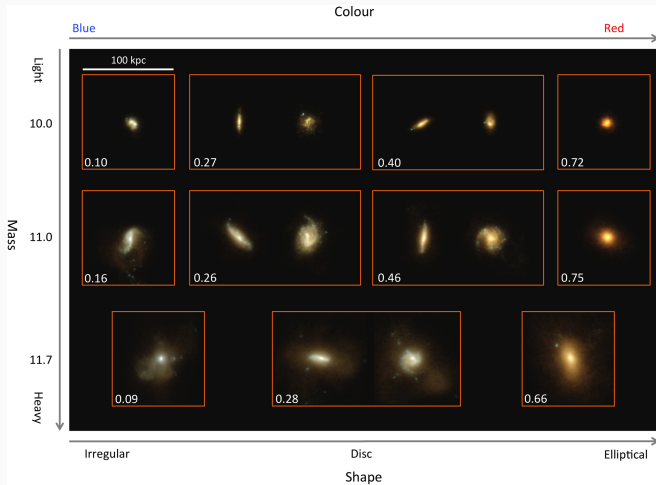 Colour
Blue
Red
Light
100 kpc
10.0
0.10
0.27
0.40
0.72
Mass
11.0
0.16
0.26
0.46
0.75
11.7
0.09
0.28
0.66
Heavy
Irregular
Disc
Elliptical
Shape